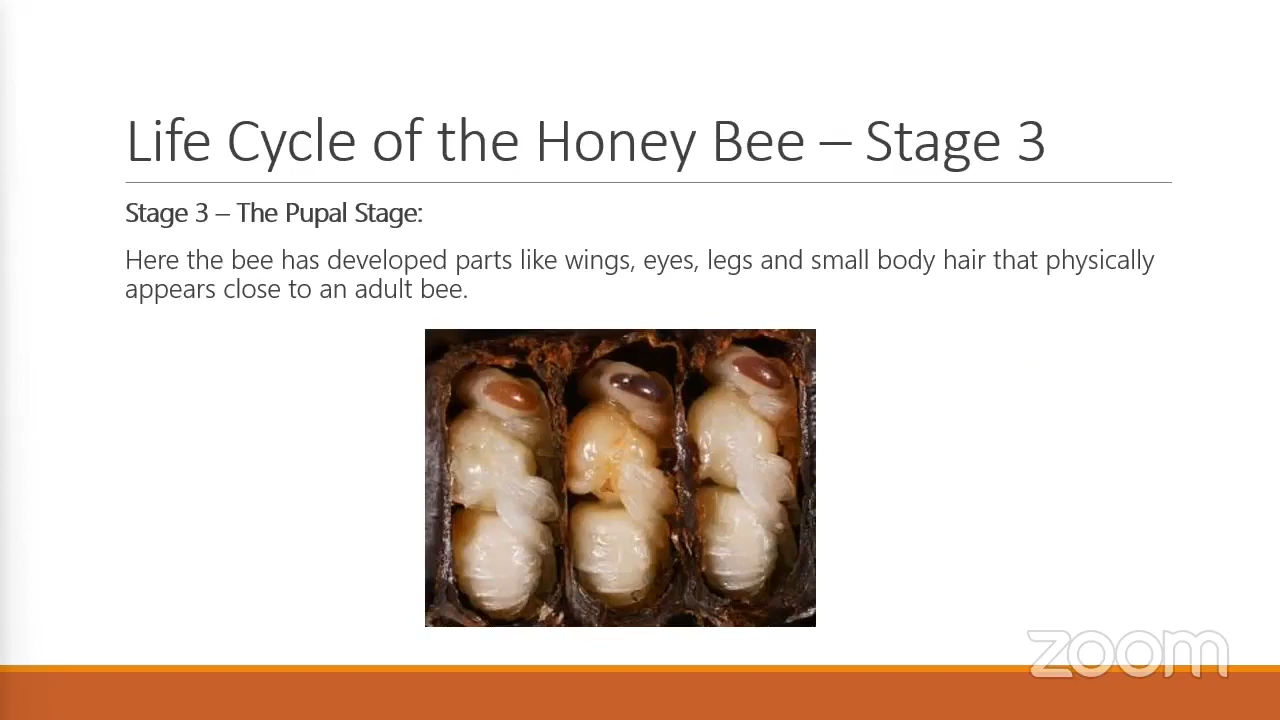 Life Cycle of the Honey Bee – Stage 3
Stage 3 – The Pupal Stage:
Here the bee has developed parts like wings, eyes, legs and small body hair that physically
appears close to an adult bee.
zoom